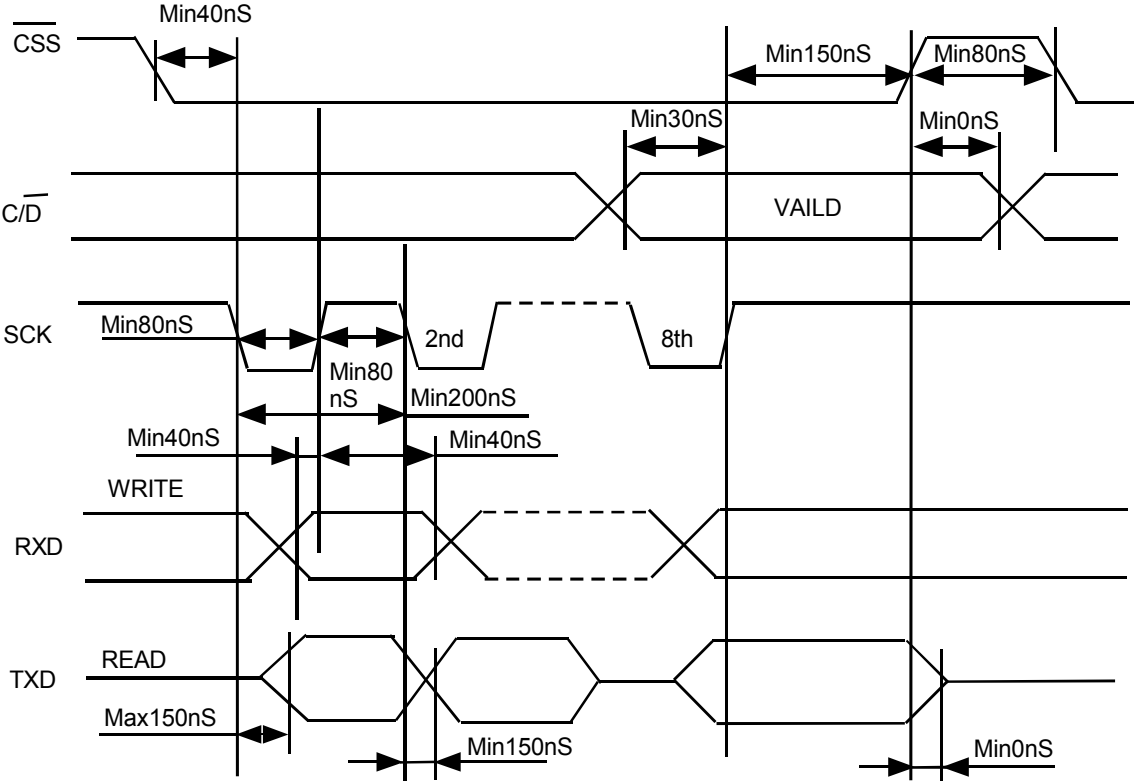 Min40nS
CSS
Min150nS
Min80nS
Min30nS
Min0nS
C/D
VAILD
SCK
Min80nS
2nd
8th
Min80
nS
Min200nS
Min40nS
Min40nS
WRITE
RXD
READ
TXD
Max150nS
Min150nS
Min0nS